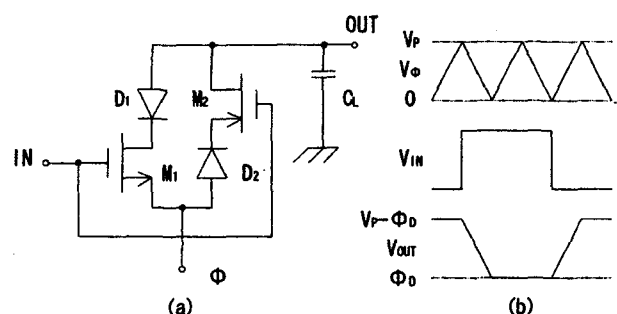 OUT
D1
M2
CL
IN
M1
D2
Φ
(a)
VP
VΦ
0
VIN
VP-ΦD
VOUT
ΦD
(b)